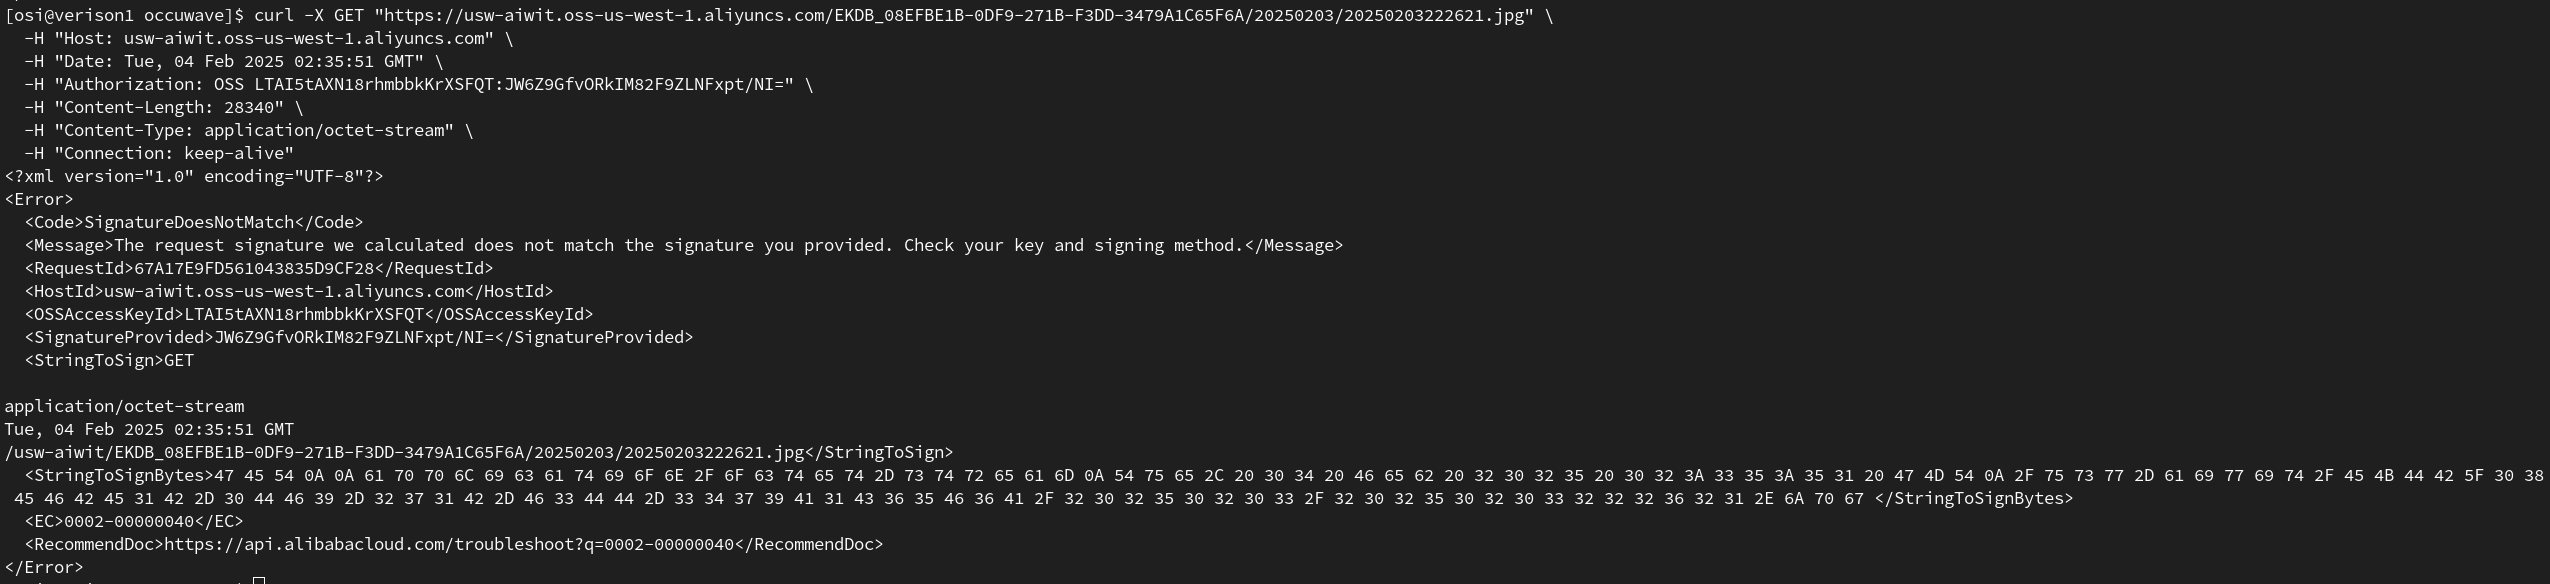 [osi@verison1 occuwave]$ curl -X GET "https://usw-aiwit.oss-us-west-1.aliyuncs.com/EKDB_08EFBE1B-0DF9-271B-F3DD-3479A1C65F6A/20250203/20250203222621.jpg" \
-H "Host: usw-aiwit.oss-us-west-1.aliyuncs.com" \
-H "Date: Tue, 04 Feb 2025 02:35:51 GMT" \
-H "Authorization: OSS LTAI5tAXN18rhmbbkKrXSFQT:JW6Z9GfvORkIM82F9ZLNFxpt/NI=" \
-H "Content-Length: 28340" \
-H "Content-Type: application/octet-stream" \
-H "Connection: keep-alive"
<?xml version="1.0" encoding="UTF-8"?>
<Error>
<Code>SignatureDoesNotMatch</Code>
<Message>The request signature we calculated does not match the signature you provided. Check your key and signing method.</Message>
<RequestId>67A17E9FD561043835D9CF28</RequestId>
<HostId>usw-aiwit.oss-us-west-1.aliyuncs.com</HostId>
<OSSAccessKeyId>LTAI5tAXN18rhmbbkKrXSFQT</OSSAccessKeyId>
<SignatureProvided>JW6Z9GfvORkIM82F9ZLNFxpt/NI=</SignatureProvided>
<StringToSign>GET
application/octet-stream
Tue, 04 Feb 2025 02:35:51 GMT
/usw-aiwit/EKDB_08EFBE1B-0DF9-271B-F3DD-3479A1C65F6A/20250203/20250203222621.jpg</StringToSign>
<StringToSignBytes>47 45 54 0A 0A 61 70 70 6C 69 63 61 74 69 6F 6E 2F 6F 63 74 65 74 2D 73 74 72 65 61 6D 0A 54 75 65 2C 20 30 34 20 46 65 62 20 32 30 32 35 20 30 32 3A 33 35 3A 35 31 20 47 4D 54 0A 2F 75 73 77 2D 61 69 77 69 74 2F 45 4B 44 42 5F 30 38
45 46 42 45 31 42 2D 30 44 46 39 2D 32 37 31 42 2D 46 33 44 44 2D 33 34 37 39 41 31 43 36 35 46 36 41 2F 32 30 32 35 30 32 30 33 2F 32 30 32 35 30 32 30 33 32 32 32 36 32 31 2E 6A 70 67 </StringToSignBytes>
<EC>0002-00000040</EC>
<RecommendDoc>https://api.alibabacloud.com/troubleshoot?q=0002-00000040</RecommendDoc>
</Error>